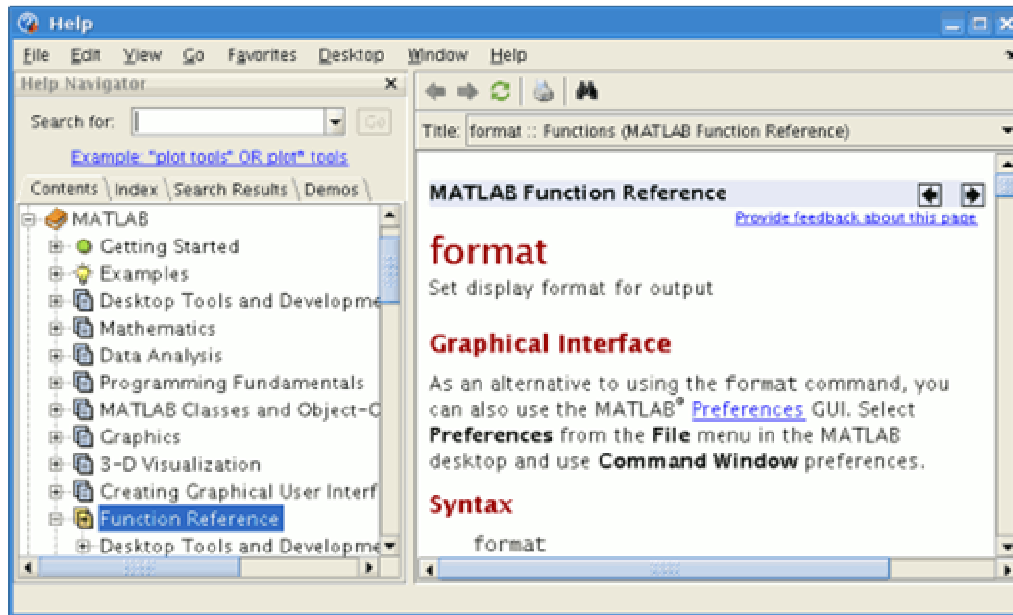 Help
File Edit View Go Favorites Desktop Window Help
Help Navigator
Search for: Go
Example: "plot tools" OR plot* tools
Contents Index Search Results Demos
MATLAB
Getting Started
Examples
Desktop Tools and Developme
Mathematics
Data Analysis
Programming Fundamentals
MATLAB Classes and Object-O
Graphics
3-D Visualization
Creating Graphical User Interf
Function Reference
Desktop Tools and Developme
Title: format :: Functions (MATLAB Function Reference)
MATLAB Function Reference
Provide feedback about this page
format
Set display format for output
Graphical Interface
As an alternative to using the format command, you
can also use the MATLAB® Preferences GUI. Select
Preferences from the File menu in the MATLAB
desktop and use Command Window preferences.
Syntax
format